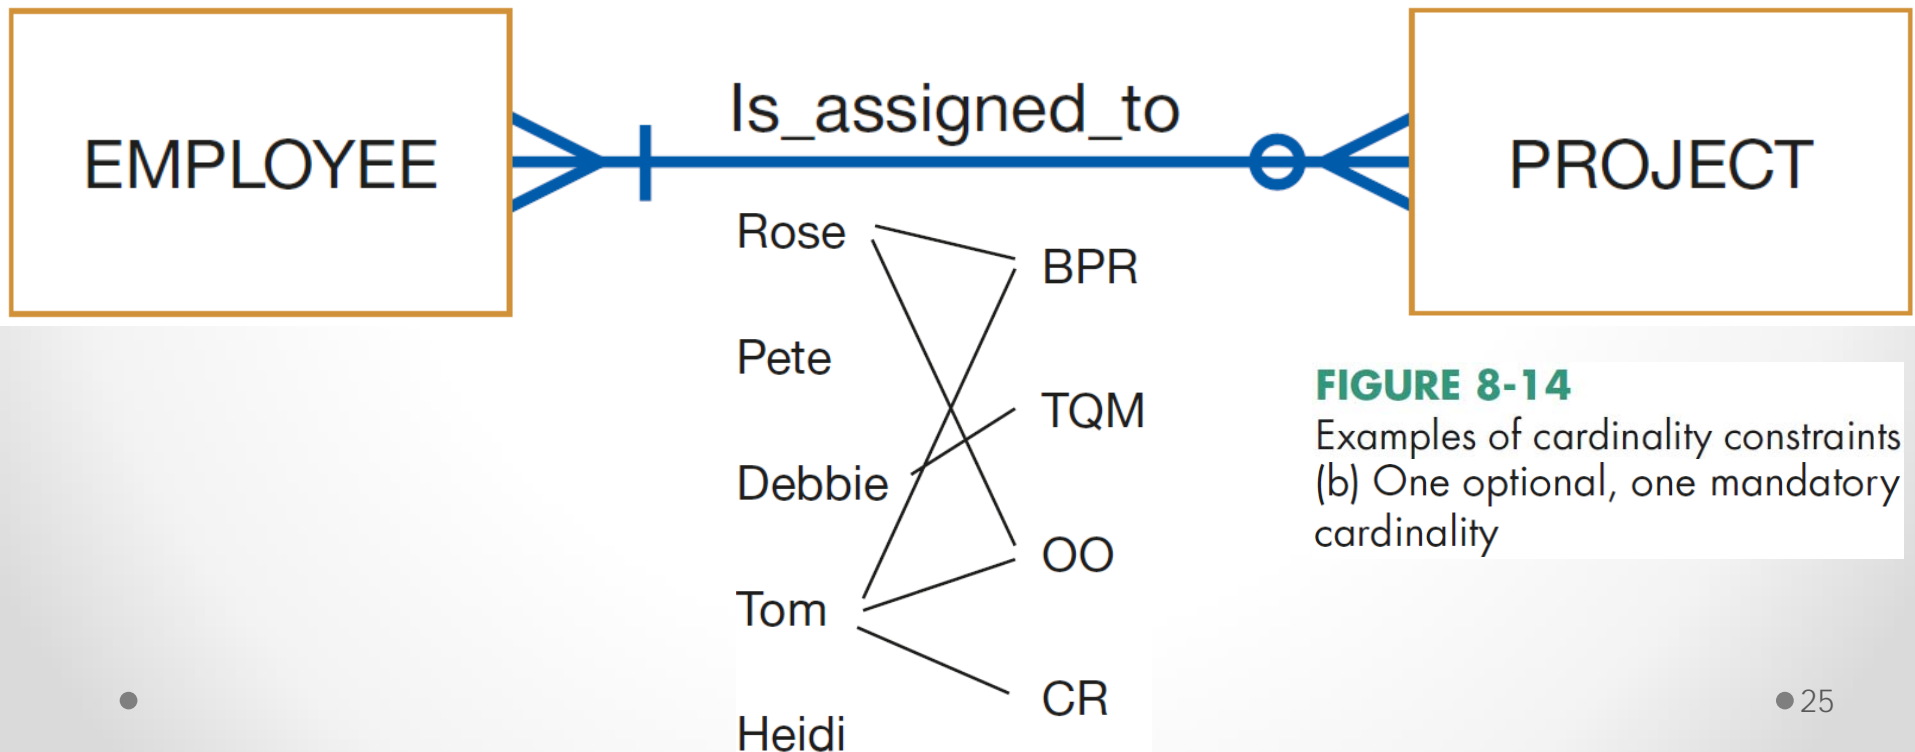 Is_assigned_to
EMPLOYEE
PROJECT
Rose
BPR
Pete
TQM
Debbie
OO
Tom
CR
Heidi
FIGURE 8-14
Examples of cardinality constraints
(b) One optional, one mandatory
cardinality
25